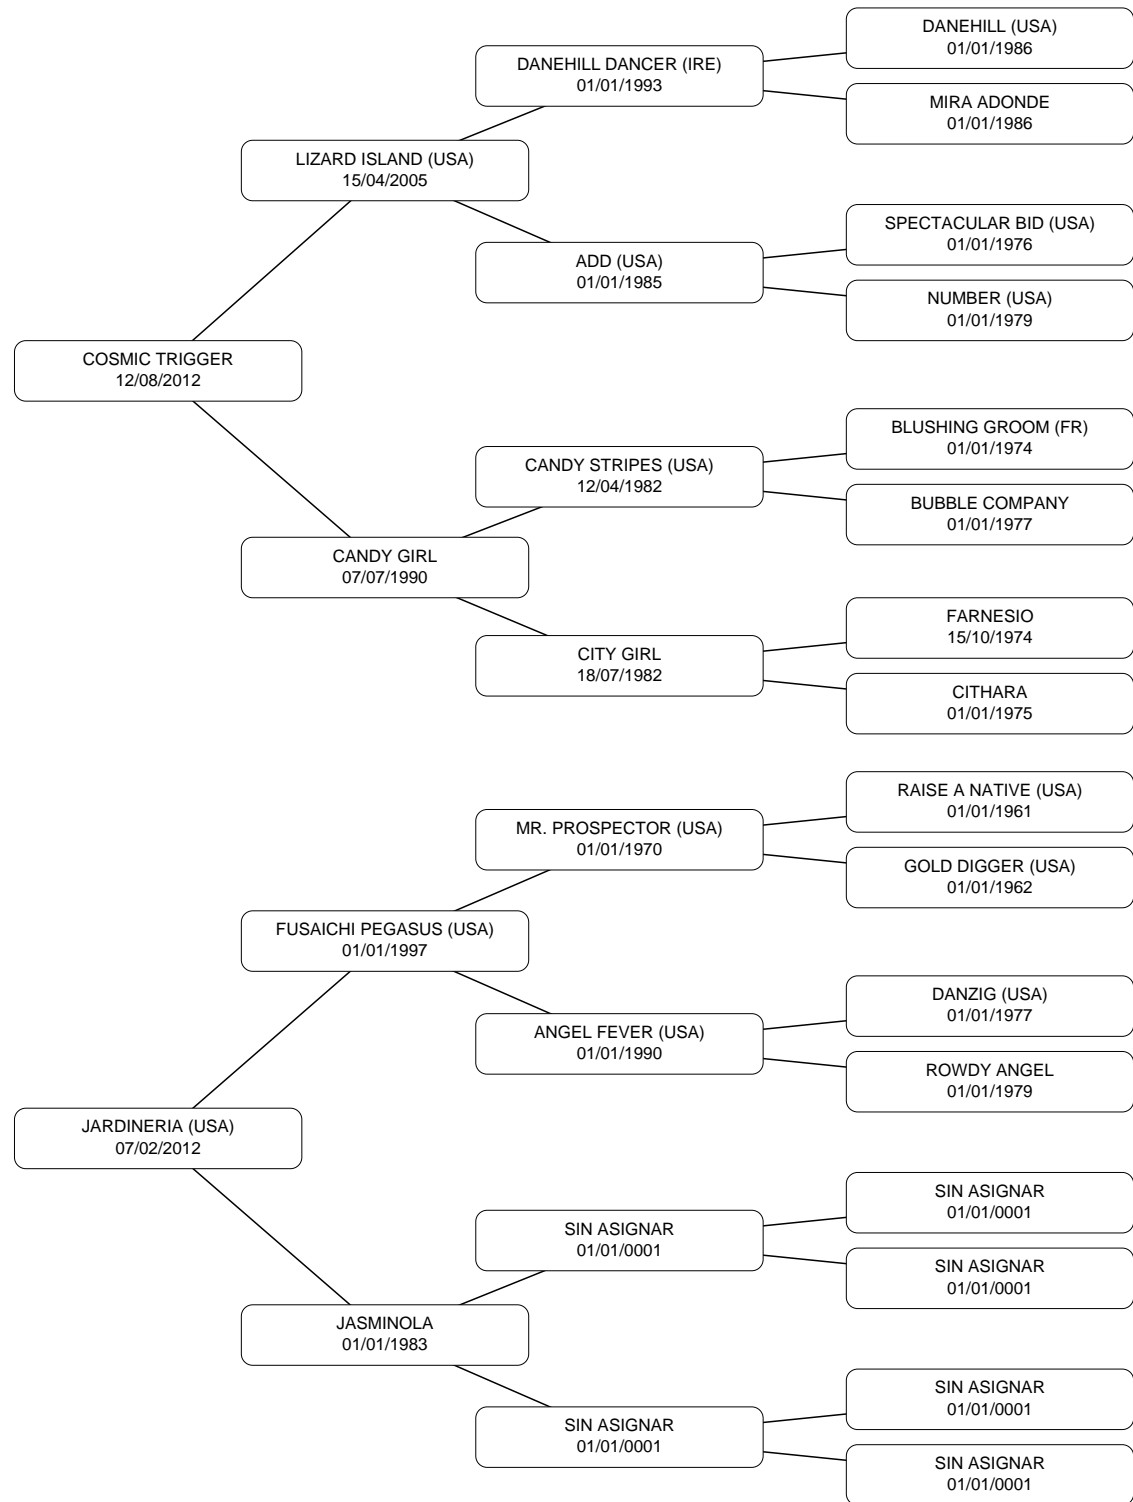 DANEHILL (USA)
01/01/1986
DANEHILL DANCER (IRE)
01/01/1993
MIRA ADONDE
01/01/1986
LIZARD ISLAND (USA)
15/04/2005
SPECTACULAR BID (USA)
01/01/1976
ADD (USA)
01/01/1985
NUMBER (USA)
01/01/1979
COSMIC TRIGGER
12/08/2012
BLUSHING GROOM (FR)
01/01/1974
CANDY STRIPES (USA)
12/04/1982
BUBBLE COMPANY
01/01/1977
CANDY GIRL
07/07/1990
FARNESIO
15/10/1974
CITY GIRL
18/07/1982
CITHARA
01/01/1975
RAISE A NATIVE (USA)
01/01/1961
MR. PROSPECTOR (USA)
01/01/1970
GOLD DIGGER (USA)
01/01/1962
FUSAICHI PEGASUS (USA)
01/01/1997
DANZIG (USA)
01/01/1977
ANGEL FEVER (USA)
01/01/1990
ROWDY ANGEL
01/01/1979
JARDINERIA (USA)
07/02/2012
SIN ASIGNAR
01/01/0001
SIN ASIGNAR
01/01/0001
SIN ASIGNAR
01/01/0001
JASMINOLA
01/01/1983
SIN ASIGNAR
01/01/0001
SIN ASIGNAR
01/01/0001
SIN ASIGNAR
01/01/0001